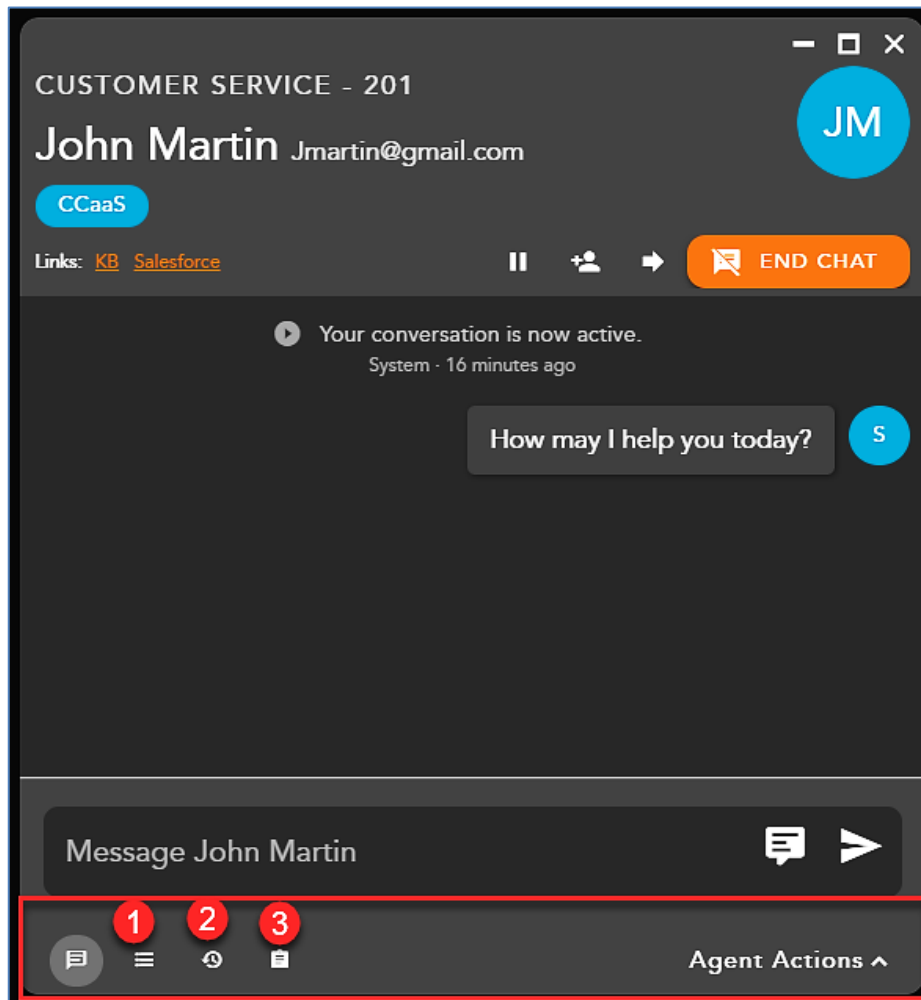 CUSTOMER SERVICE - 201
JM
John Martin Jmartin@gmail.com
CCaaS
Links: KB Salesforce
END CHAT
Your conversation is now active.
System · 16 minutes ago
How may I help you today?
S
Message John Martin
1 2 3
Agent Actions